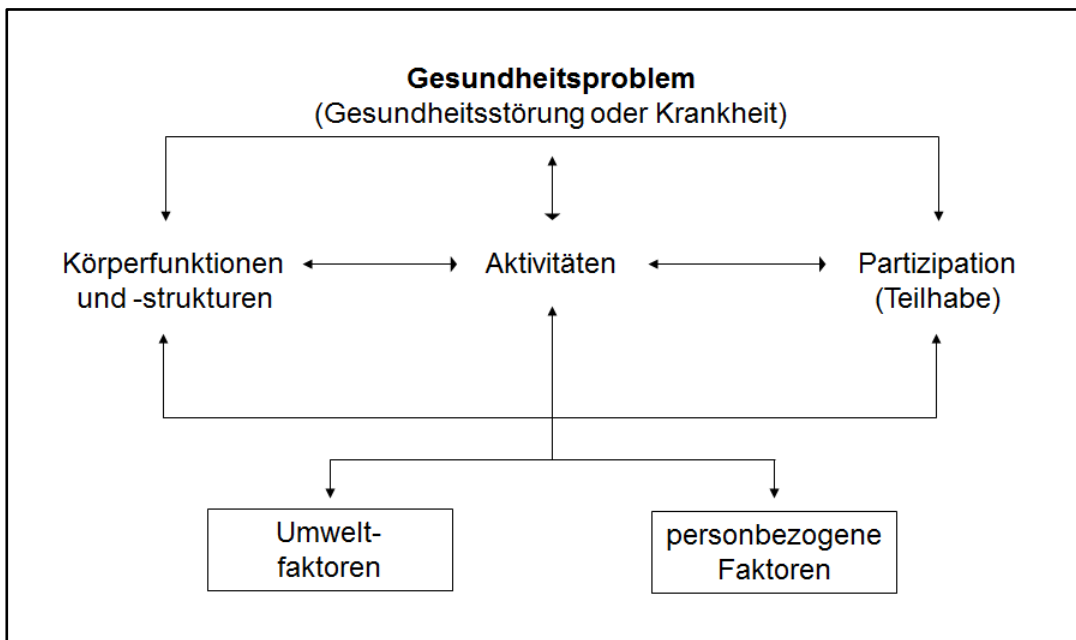 Gesundheitsproblem
(Gesundheitsstörung oder Krankheit)
Körperfunktionen
und -strukturen
Aktivitäten
Partizipation
(Teilhabe)
Umwelt-
faktoren
personbezogene
Faktoren